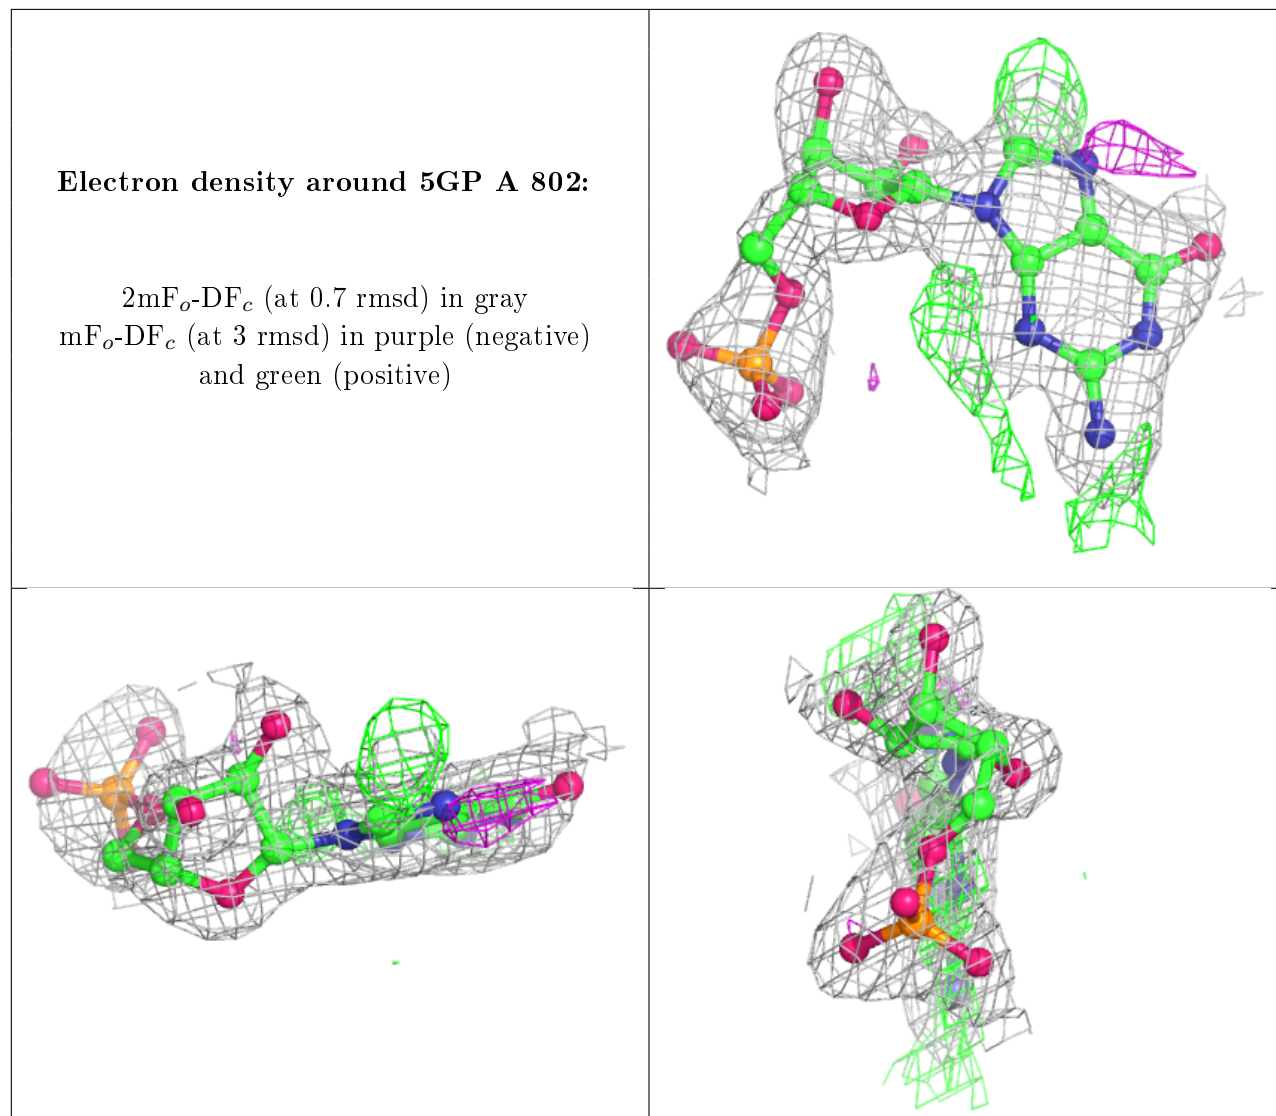 Electron density around 5GP A 802:
2mFo-DFc (at 0.7 rmsd) in gray
mFo-DFc (at 3 rmsd) in purple (negative)
and green (positive)